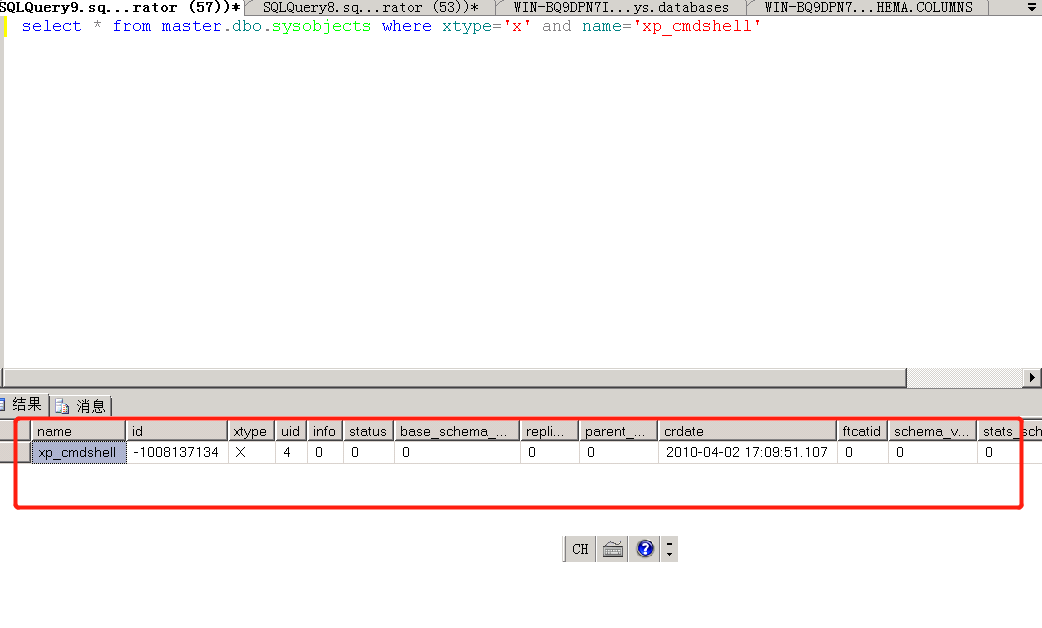 SQLQuery9.sq...rator (57))* SQLQuery8.sq...rator (53))* WIN-BQ9DPN7I...ys.databases WIN-BQ9DPN7...HEMA.COLUMNS
select * from master.dbo.sysobjects where xtype='x' and name='xp_cmdshell'
结果 消息
name id xtype uid info status base_schema_... repli... parent_... crdate ftcatid schema_v... stats_sch
xp_cmdshell -1008137134 X 4 0 0 0 0 0 2010-04-02 17:09:51.107 0 0 0
CH